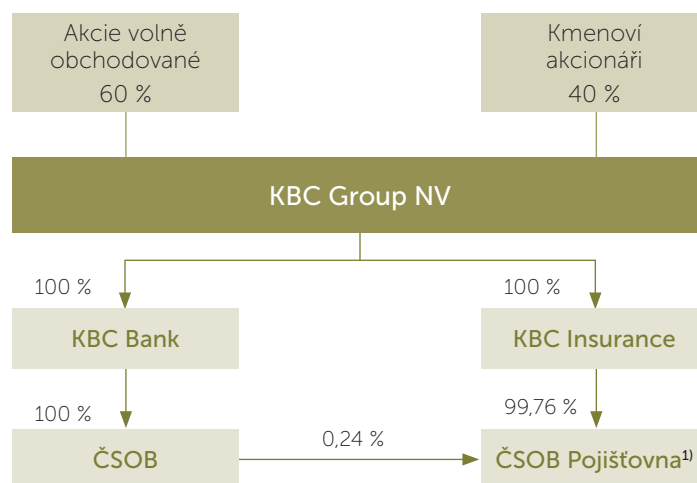 Akcie volně
obchodované
60 %
Kmenoví
akcionáři
40 %
KBC Group NV
100 %
100 %
KBC Bank
KBC Insurance
100 %
99,76 %
ČSOB
0,24 %
ČSOB Pojišťovna1)